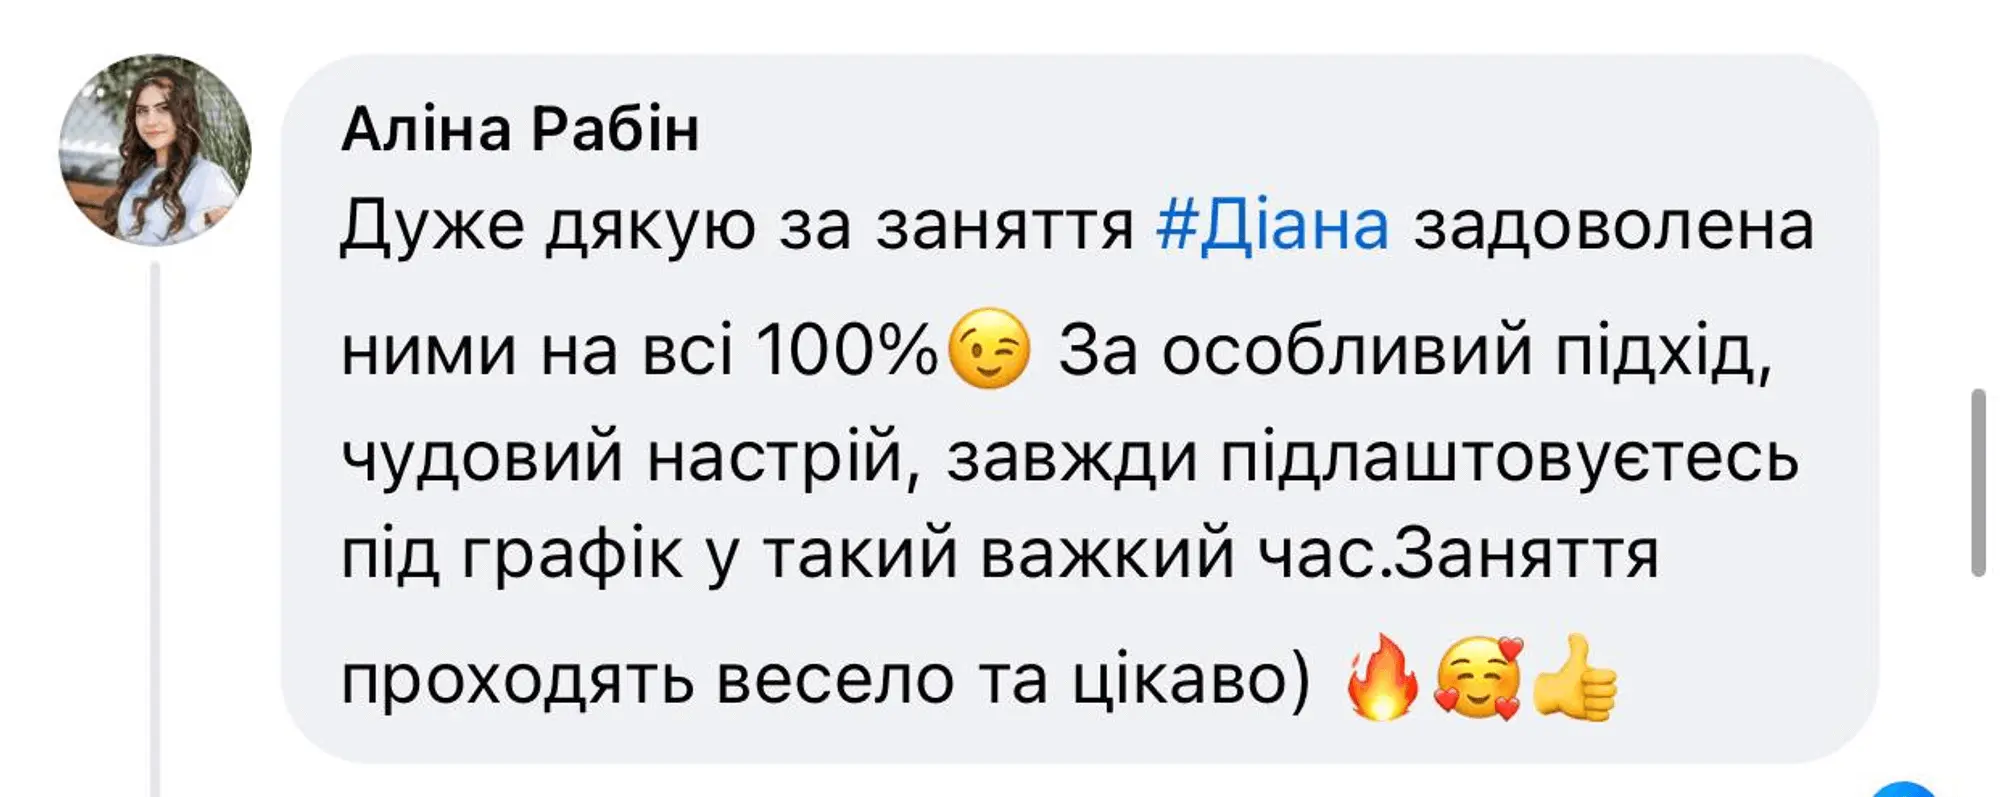 Аліна Рабін
Дуже дякую за заняття #Діана задоволена
ними на всі 100%😉 За особливий підхід,
чудовий настрій, завжди підлаштовуєтесь
під графік у такий важкий час.Заняття
проходять весело та цікаво) 🔥🥰👍